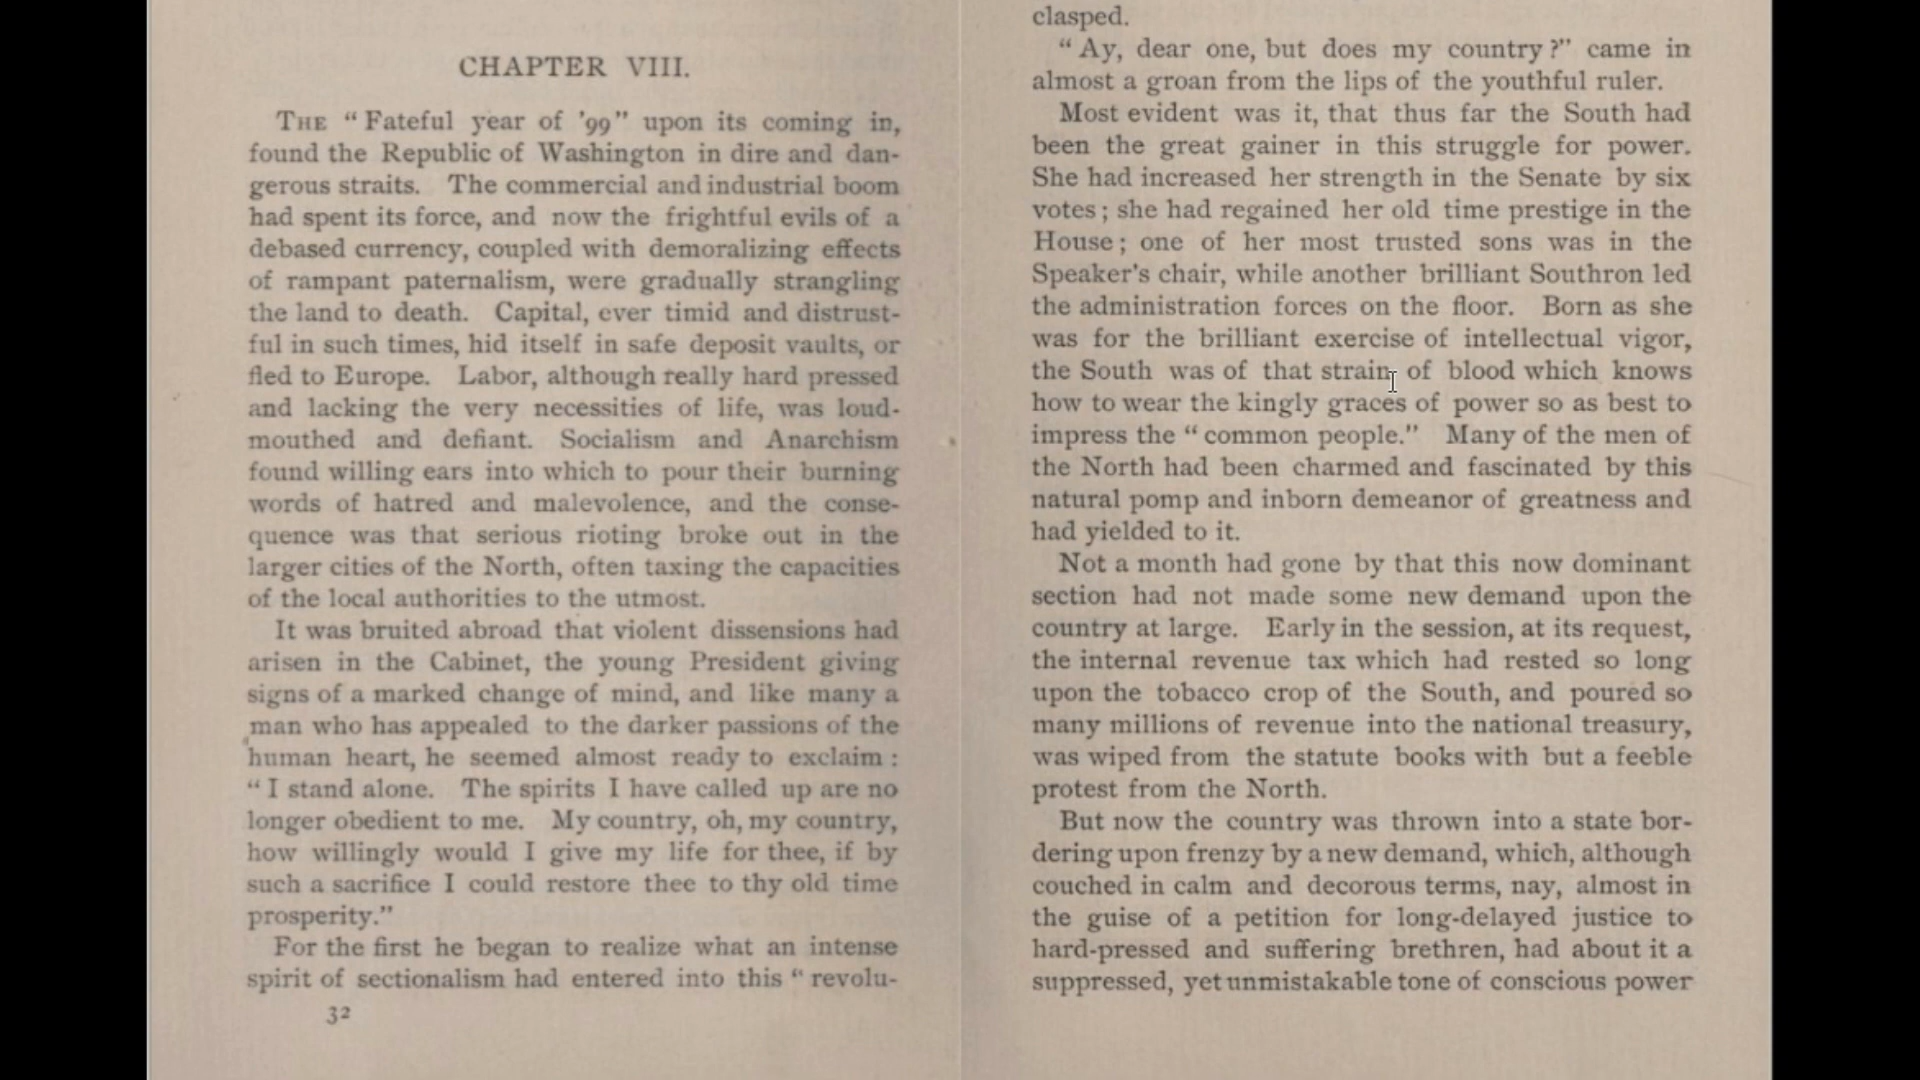 CHAPTER VIII.
THE "Fateful year of '99" upon its coming in,
found the Republic of Washington in dire and dan-
gerous straits. The commercial and industrial boom
had spent its force, and now the frightful evils of a
debased currency, coupled with demoralizing effects
of rampant paternalism, were gradually strangling
the land to death. Capital, ever timid and distrust-
ful in such times, hid itself in safe deposit vaults, or
fled to Europe. Labor, although really hard pressed
and lacking the very necessities of life, was loud-
mouthed and defiant. Socialism and Anarchism
found willing ears into which to pour their burning
words of hatred and malevolence, and the conse-
quence was that serious rioting broke out in the
larger cities of the North, often taxing the capacities
of the local authorities to the utmost.
It was bruited abroad that violent dissensions had
arisen in the Cabinet, the young President giving
signs of a marked change of mind, and like many a
man who has appealed to the darker passions of the
human heart, he seemed almost ready to exclaim :
"I stand alone. The spirits I have called up are no
longer obedient to me. My country, oh, my country,
how willingly would I give my life for thee, if by
such a sacrifice I could restore thee to thy old time
prosperity."
For the first he began to realize what an intense
spirit of sectionalism had entered into this "revolu-
32
clasped.
"Ay, dear one, but does my country?" came in
almost a groan from the lips of the youthful ruler.
Most evident was it, that thus far the South had
been the great gainer in this struggle for power.
She had increased her strength in the Senate by six
votes; she had regained her old time prestige in the
House; one of her most trusted sons was in the
Speaker's chair, while another brilliant Southron led
the administration forces on the floor. Born as she
was for the brilliant exercise of intellectual vigor,
the South was of that strain of blood which knows
how to wear the kingly graces of power so as best to
impress the "common people." Many of the men of
the North had been charmed and fascinated by this
natural pomp and inborn demeanor of greatness and
had yielded to it.
Not a month had gone by that this now dominant
section had not made some new demand upon the
country at large. Early in the session, at its request,
the internal revenue tax which had rested so long
upon the tobacco crop of the South, and poured so
many millions of revenue into the national treasury,
was wiped from the statute books with but a feeble
protest from the North.
But now the country was thrown into a state bor-
dering upon frenzy by a new demand, which, although
couched in calm and decorous terms, nay, almost in
the guise of a petition for long-delayed justice to
hard-pressed and suffering brethren, had about it a
suppressed, yet unmistakable tone of conscious power